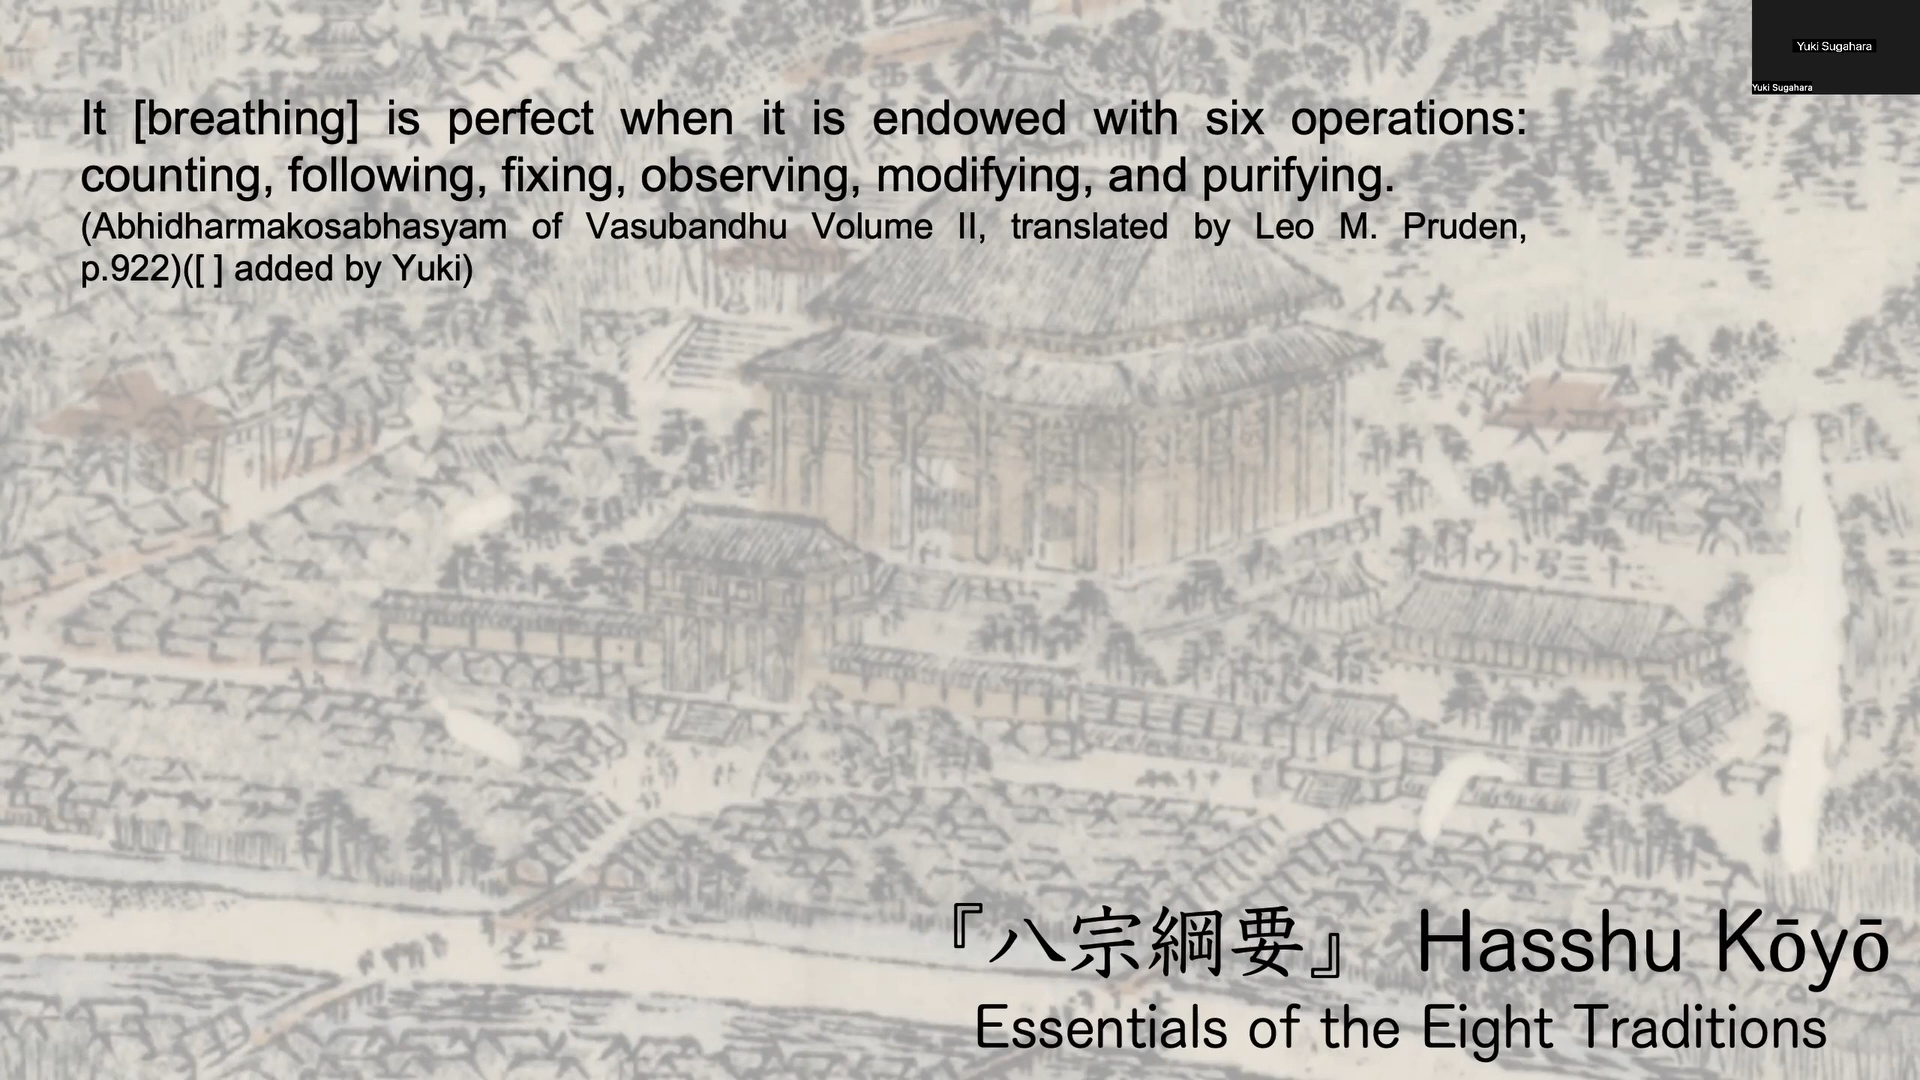 Yuki Sugahara
Yuki Sugahara
It [breathing] is perfect when it is endowed with six operations:
counting, following, fixing, observing, modifying, and purifying.
(Abhidharmakosabhasyam of Vasubandhu Volume II, translated by Leo M. Pruden,
p.922)([ ] added by Yuki)
大仏
『八宗綱要』 Hasshu Kōyō
Essentials of the Eight Traditions